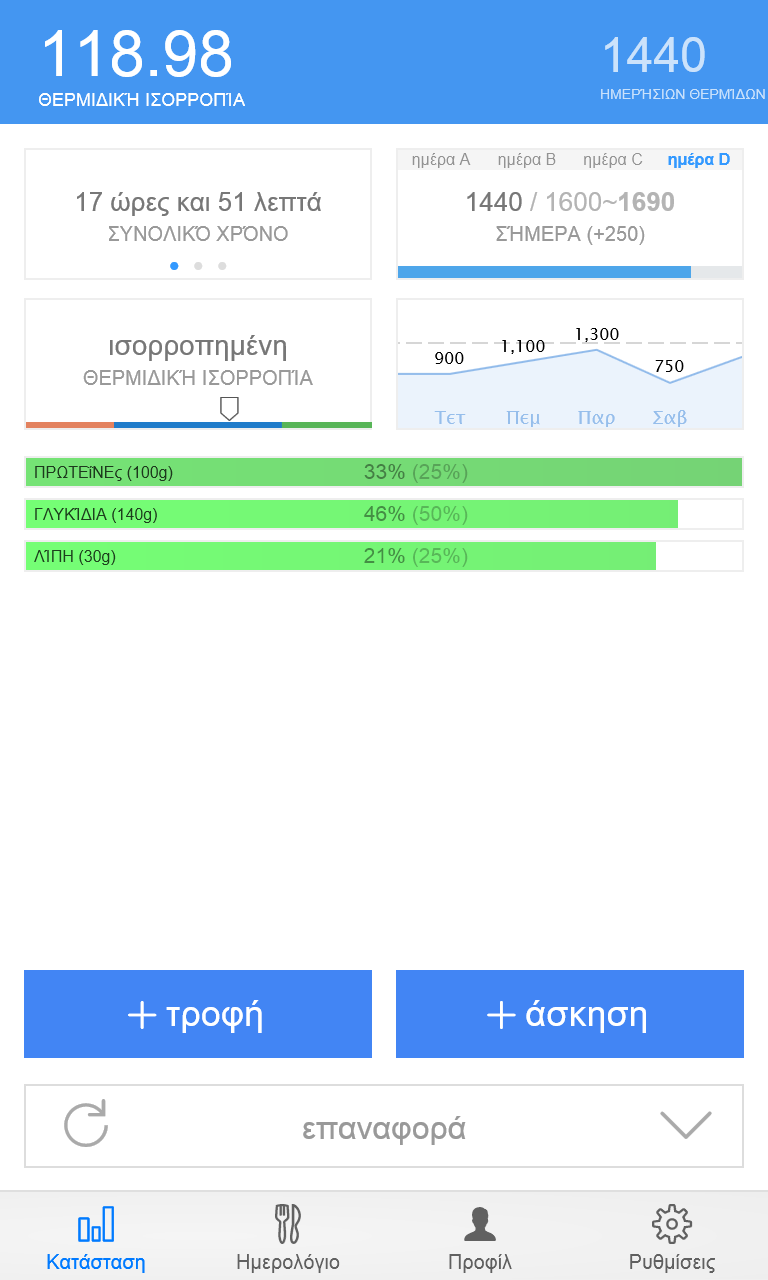 118.98
ΘΕΡΜΙΔΙΚΉ ΙΣΟΡΡΟΠΊΑ
1440
ΗΜΕΡΉΣΙΩΝ ΘΕΡΜΊΔΩΝ
17 ώρες και 51 λεπτά
ΣΥΝΟΛΙΚΌ ΧΡΌΝΟ
ημέρα A ημέρα B ημέρα C ημέρα D
1440 / 1600~1690
ΣΉΜΕΡΑ (+250)
ισορροπημένη
ΘΕΡΜΙΔΙΚΉ ΙΣΟΡΡΟΠΊΑ
900 1,100 1,300 750
Τετ Πεμ Παρ Σαβ
ΠΡΩΤΕΐΝΕς (100g) 33% (25%)
ΓΛΥΚΊΔΙΑ (140g) 46% (50%)
ΛΊΠΗ (30g) 21% (25%)
+ τροφή
+ άσκηση
επαναφορά
Κατάσταση Ημερολόγιο Προφίλ Ρυθμίσεις